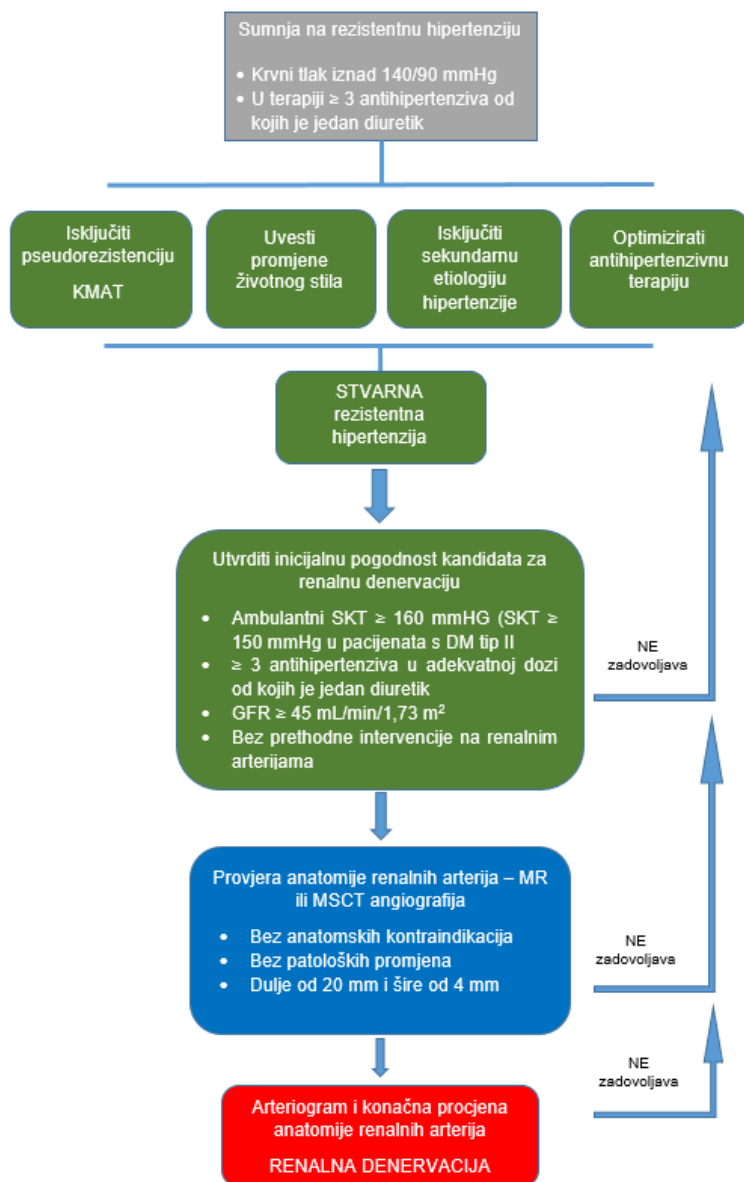 Sumnja na rezistentnu hipertenziju
• Krvni tlak iznad 140/90 mmHg
• U terapiji ≥ 3 antihipertenziva od
kojih je jedan diuretik
Isključiti
pseudorezistenciju
KMAT
Uvesti
promjene
životnog stila
Isključiti
sekundarnu
etiologiju
hipertenzije
Optimizirati
antihipertenzivnu
terapiju
STVARNA
rezistentna
hipertenzija
Utvrditi inicijalnu pogodnost kandidata za
renalnu denervaciju
• Ambulantni SKT ≥ 160 mmHG (SKT ≥
150 mmHg u pacijenata s DM tip II
• ≥ 3 antihipertenziva u adekvatnoj dozi
od kojih je jedan diuretik
• GFR ≥ 45 mL/min/1,73 m²
• Bez prethodne intervencije na renalnim
arterijama
NE
zadovoljava
Provjera anatomije renalnih arterija – MR
ili MSCT angiografija
• Bez anatomskih kontraindikacija
• Bez patoloških promjena
• Dulje od 20 mm i šire od 4 mm
NE
zadovoljava
Arteriogram i konačna procjena
anatomije renalnih arterija
RENALNA DENERVACIJA
NE
zadovoljava